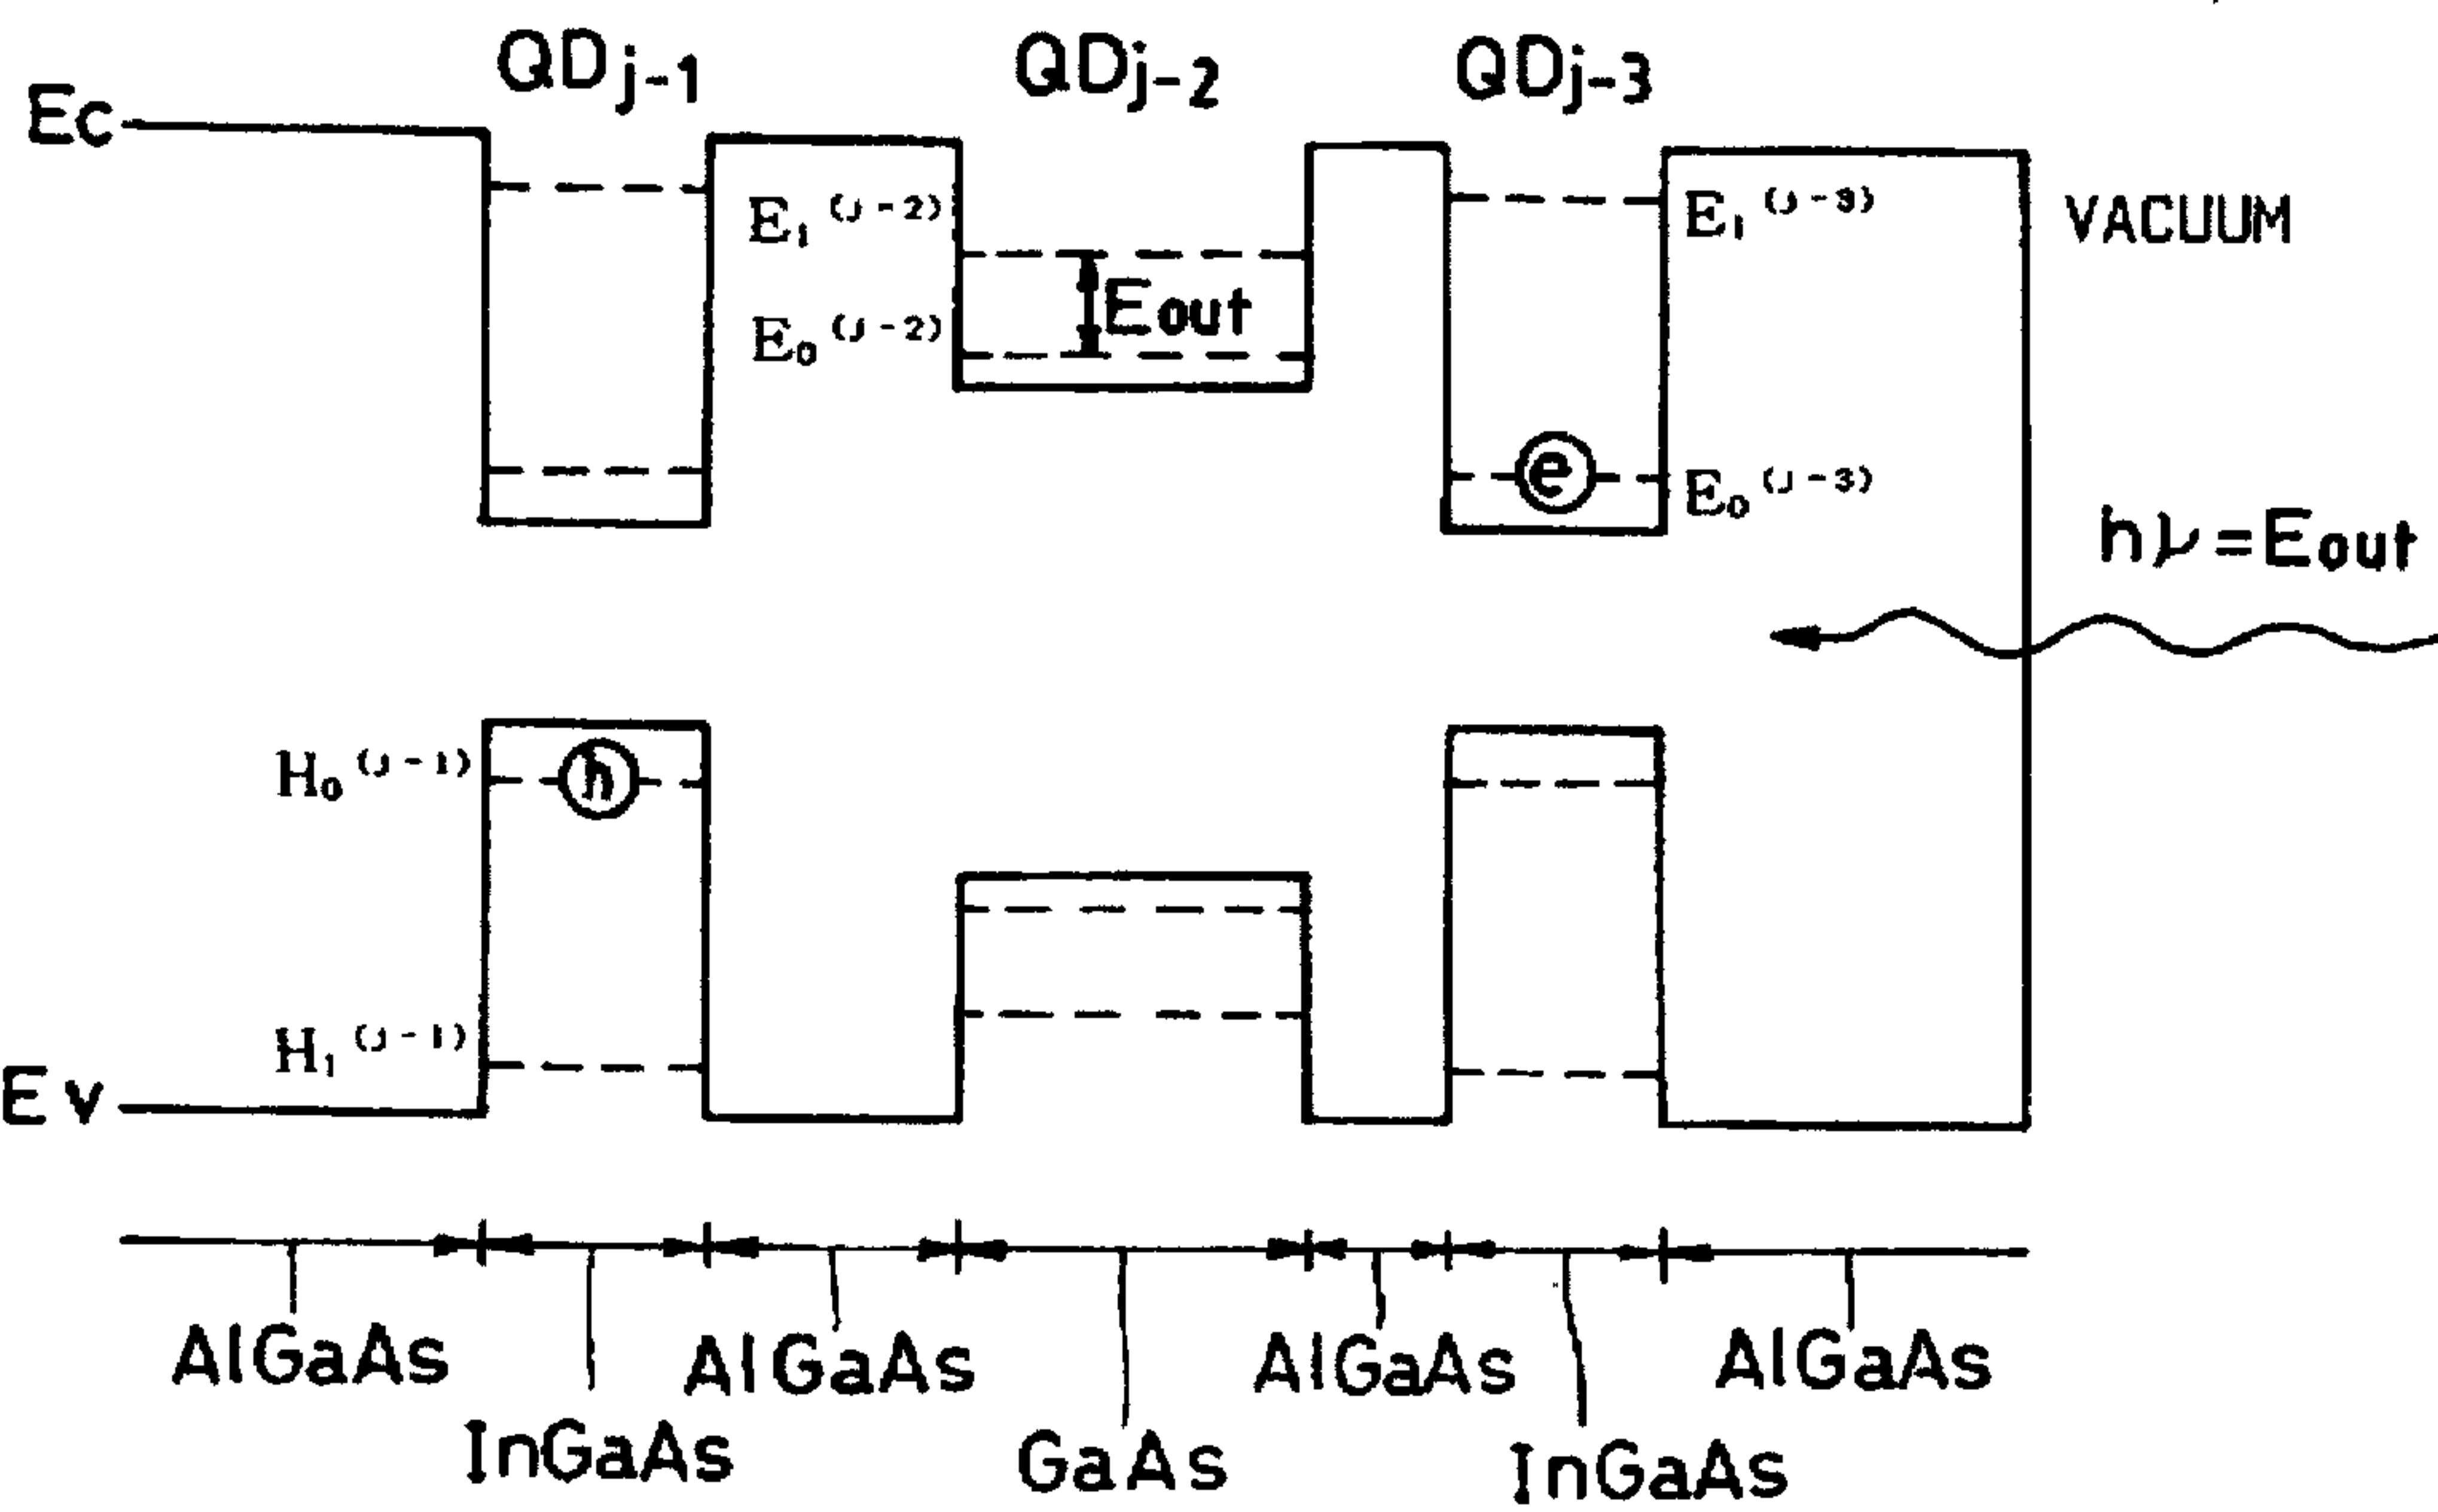 QDj-1 QDj-2 QDj-3
Ec
E1(j-2) E1(j-3) VACUUM
Eout
E0(j-2)
e E0(j-3)
hν=Eout
H0(j-1) h
H1(j-1)
Ev
AlGaAs AlGaAs AlGaAs AlGaAs
InGaAs GaAs InGaAs